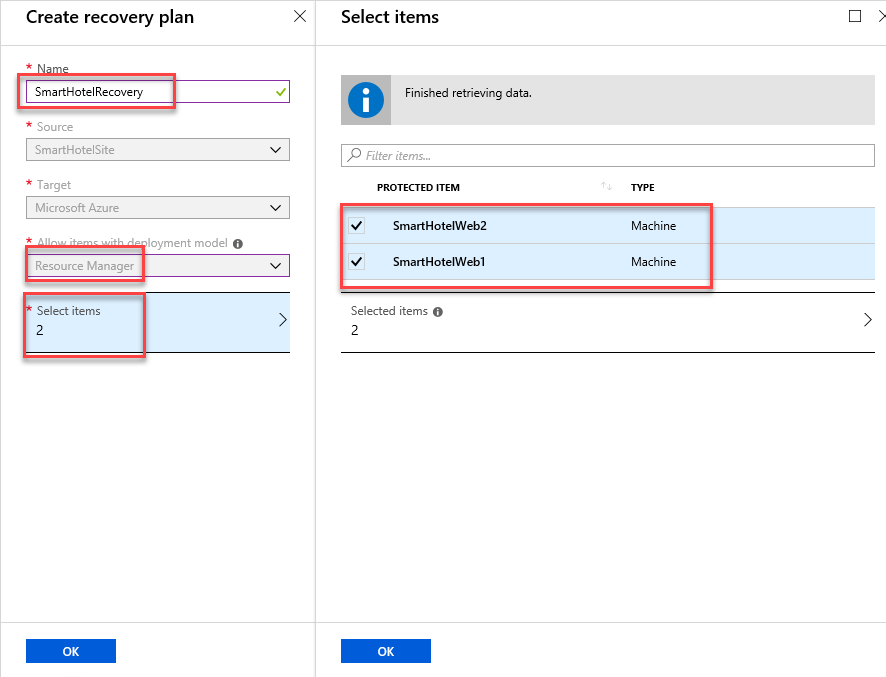 Create recovery plan
* Name
SmartHotelRecovery
* Source
SmartHotelSite
* Target
Microsoft Azure
* Allow items with deployment model
Resource Manager
* Select items
2
OK
Select items
Finished retrieving data.
Filter items...
PROTECTED ITEM TYPE
SmartHotelWeb2 Machine
SmartHotelWeb1 Machine
Selected items
2
OK